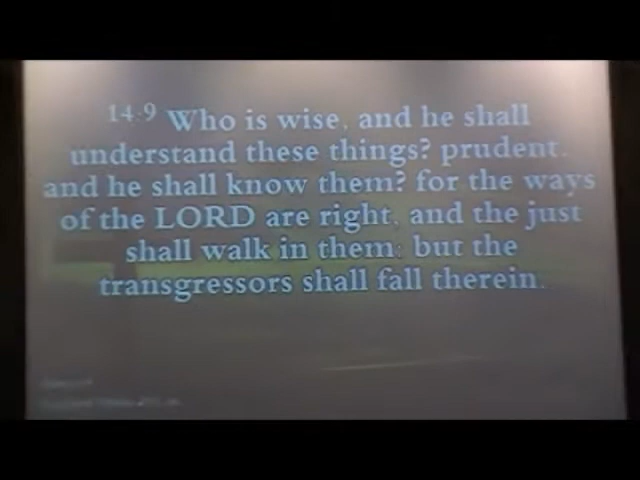 14:9 Who is wise, and he shall
understand these things? prudent,
and he shall know them? for the ways
of the LORD are right, and the just
shall walk in them: but the
transgressors shall fall therein.